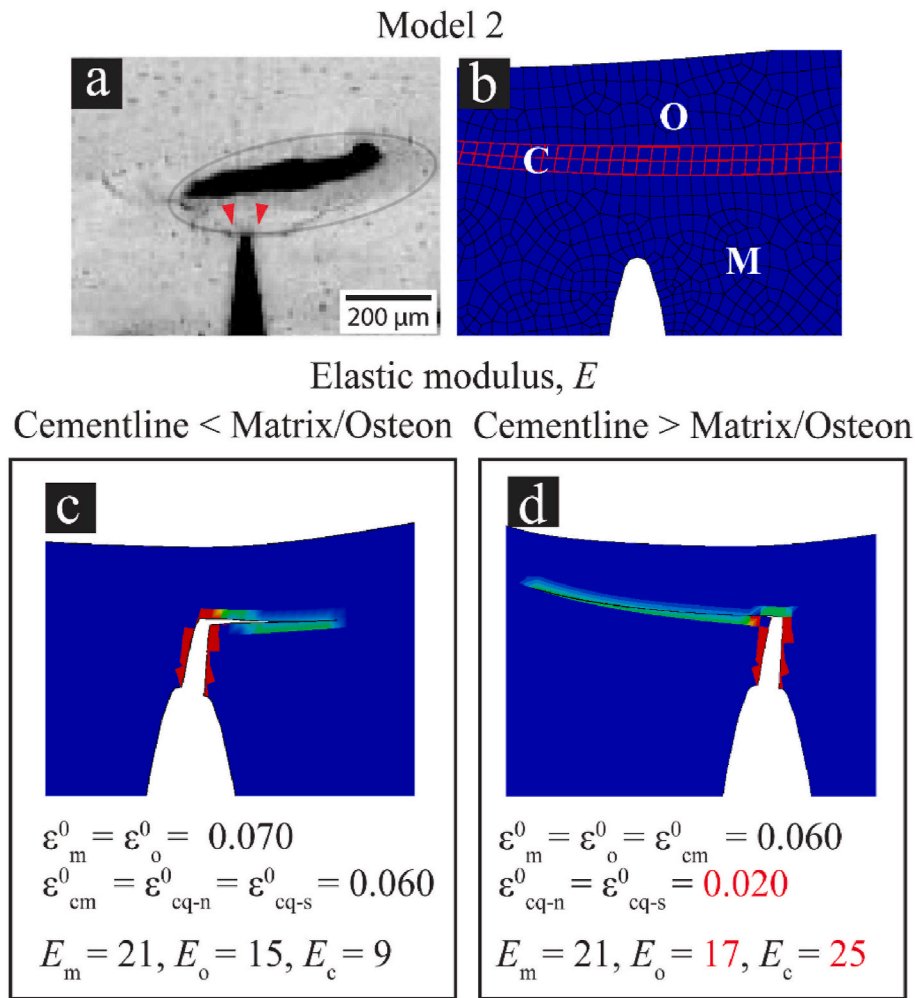 Model 2
a
200 µm
b
O
C
M
Elastic modulus, E
Cementline < Matrix/Osteon
Cementline > Matrix/Osteon
c
ε⁰m = ε⁰o = 0.070
ε⁰cm = ε⁰cq-n = ε⁰cq-s = 0.060
Em = 21, Eo = 15, Ec = 9
d
ε⁰m = ε⁰o = ε⁰cm = 0.060
ε⁰cq-n = ε⁰cq-s = 0.020
Em = 21, Eo = 17, Ec = 25